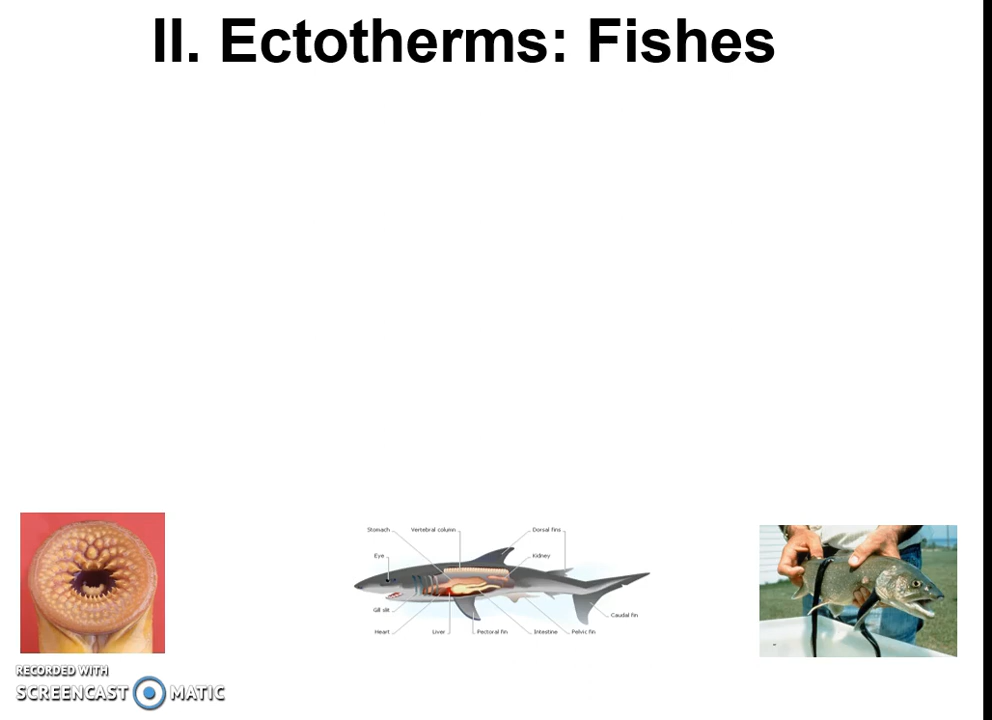 II. Ectotherms: Fishes
Stomach Vertebral column Dorsal fins
Eye Kidney
Gill slit Caudal fin
Heart Liver Pectoral fin Intestine Pelvic fin
RECORDED WITH
SCREENCAST MATIC